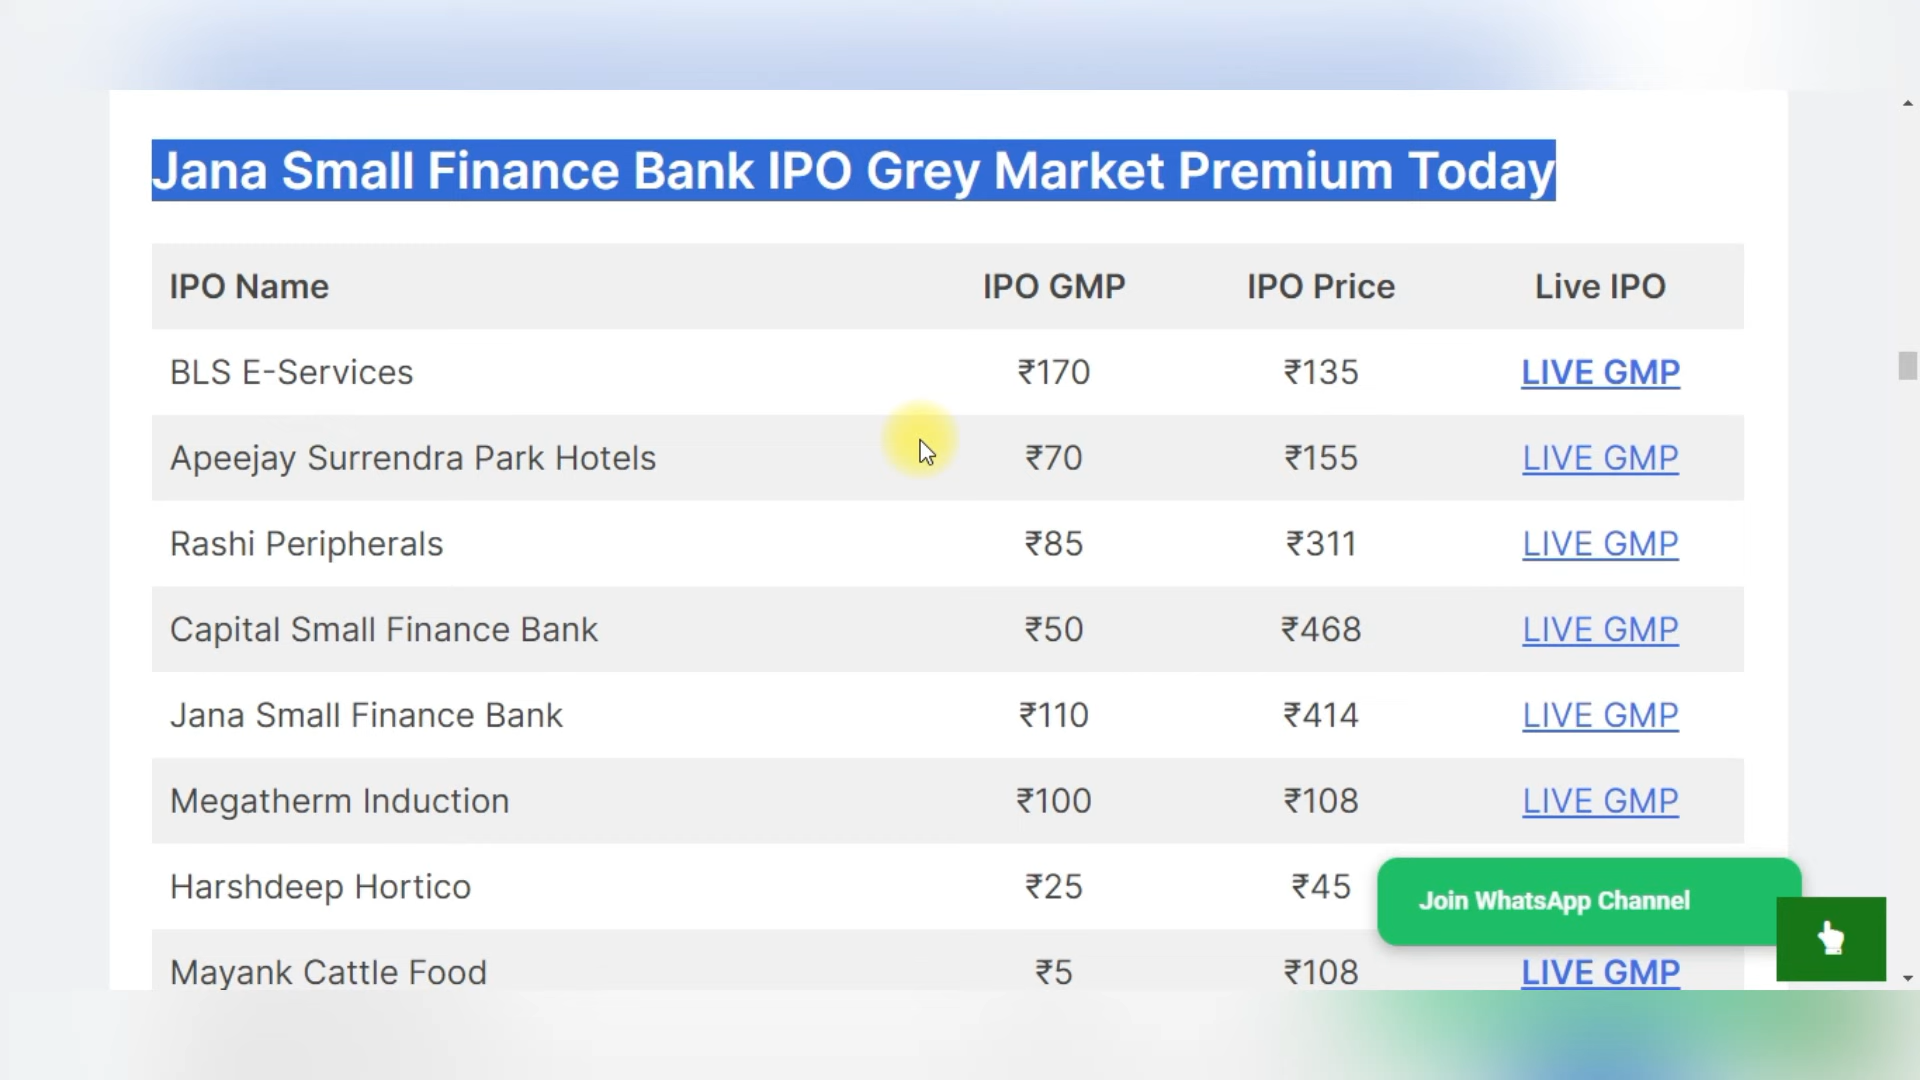 Jana Small Finance Bank IPO Grey Market Premium Today
IPO Name IPO GMP IPO Price Live IPO
BLS E-Services ₹170 ₹135 LIVE GMP
Apeejay Surrendra Park Hotels ₹70 ₹155 LIVE GMP
Rashi Peripherals ₹85 ₹311 LIVE GMP
Capital Small Finance Bank ₹50 ₹468 LIVE GMP
Jana Small Finance Bank ₹110 ₹414 LIVE GMP
Megatherm Induction ₹100 ₹108 LIVE GMP
Harshdeep Hortico ₹25 ₹45
Join WhatsApp Channel
Mayank Cattle Food ₹5 ₹108 LIVE GMP